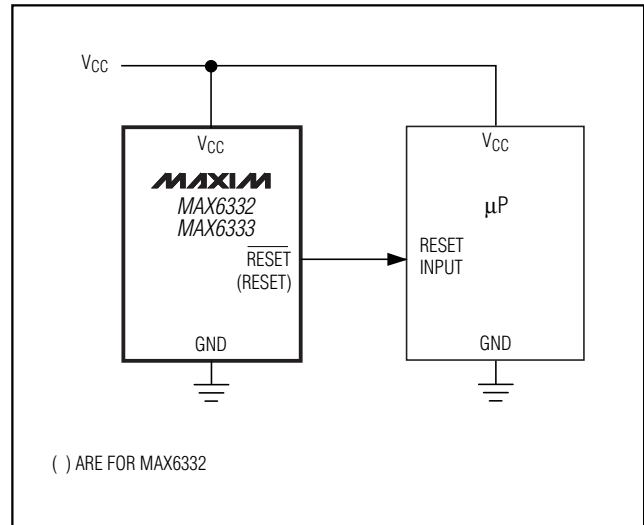 VCC
VCC
MAXIM
MAX6332
MAX6333
RESET
(RESET)
GND
VCC
µP
RESET
INPUT
GND
( ) ARE FOR MAX6332